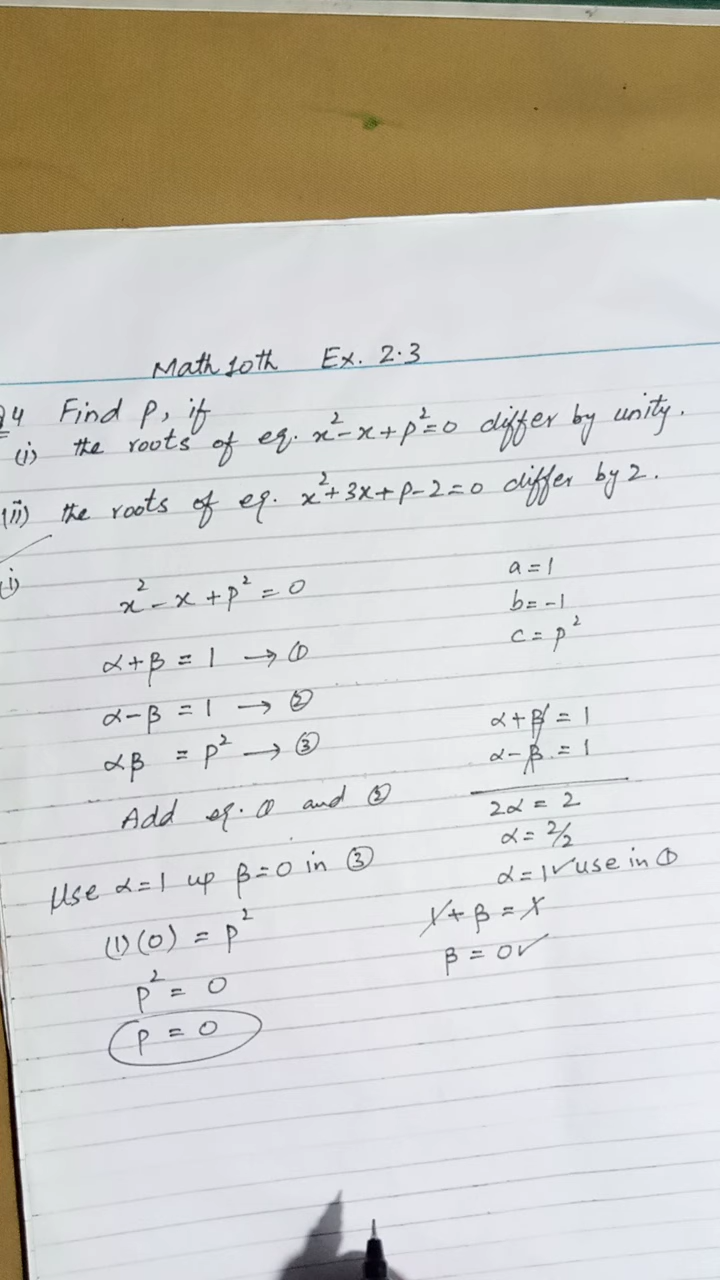 Math 10th Ex. 2.3
Q4 Find P, if
(i) the roots of eq. x²-x+p²=0 differ by unity.
(ii) the roots of eq. x²+3x+p-2=0 differ by 2.
(i)
x² - x + p² = 0
a = 1
b = -1
c = p²
α+β = 1 → ①
α-β = 1 → ②
αβ = p² → ③
Add eq. ① and ②
α+β = 1
α-β = 1
2α = 2
α = 2/2
α = 1✓ use in ①
1+β = 1
β = 0✓
Use α=1 up β=0 in ③
(1)(0) = p²
p² = 0
p = 0